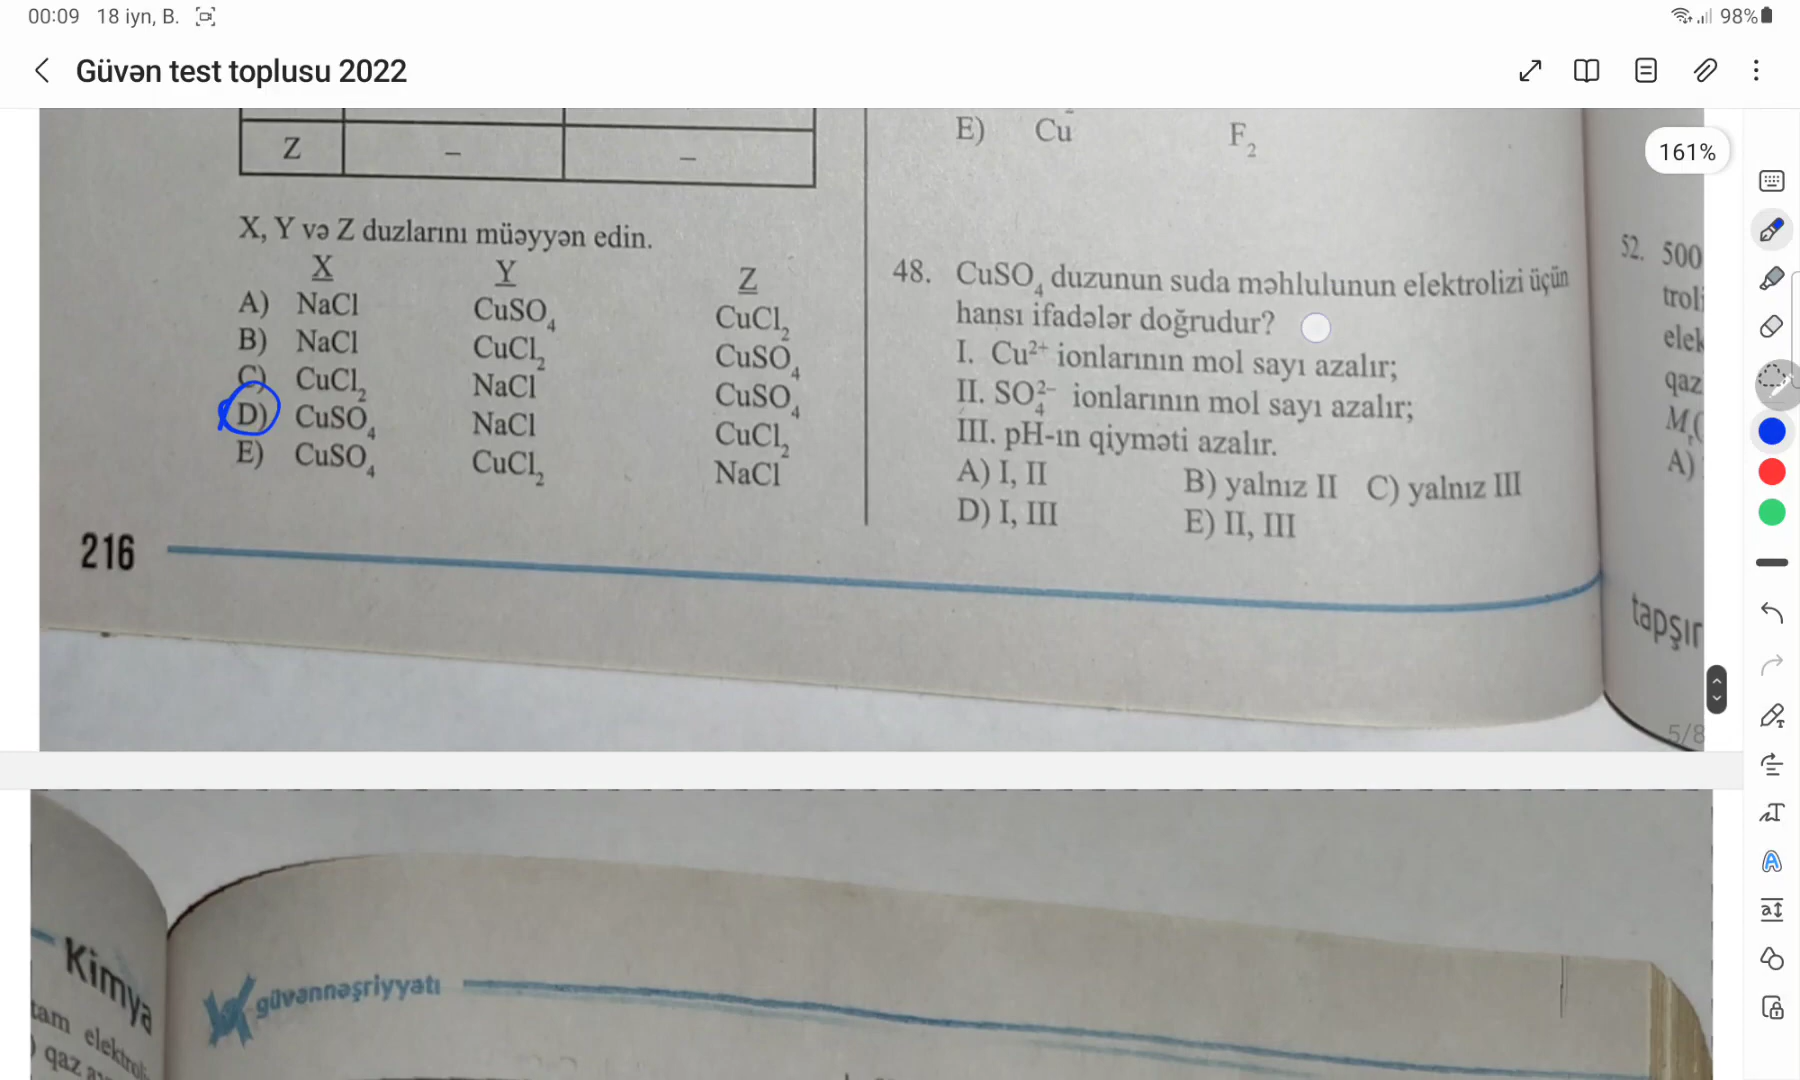 00:09 18 iyn, B.
98%
Güvən test toplusu 2022
161%
Z – –
X, Y və Z duzlarını müəyyən edin.
X Y Z
A) NaCl CuSO₄ CuCl₂
B) NaCl CuCl₂ CuSO₄
C) CuCl₂ NaCl CuSO₄
D) CuSO₄ NaCl CuCl₂
E) CuSO₄ CuCl₂ NaCl
216
E) Cu F₂
48. CuSO₄ duzunun suda məhlulunun elektrolizi üçün
hansı ifadələr doğrudur?
I. Cu²⁺ ionlarının mol sayı azalır;
II. SO₄²⁻ ionlarının mol sayı azalır;
III. pH-ın qiyməti azalır.
A) I, II B) yalnız II C) yalnız III
D) I, III E) II, III
52. 500
qaz
A)
5/8
Kimya
tam
qaz
güvənnəşriyyatı